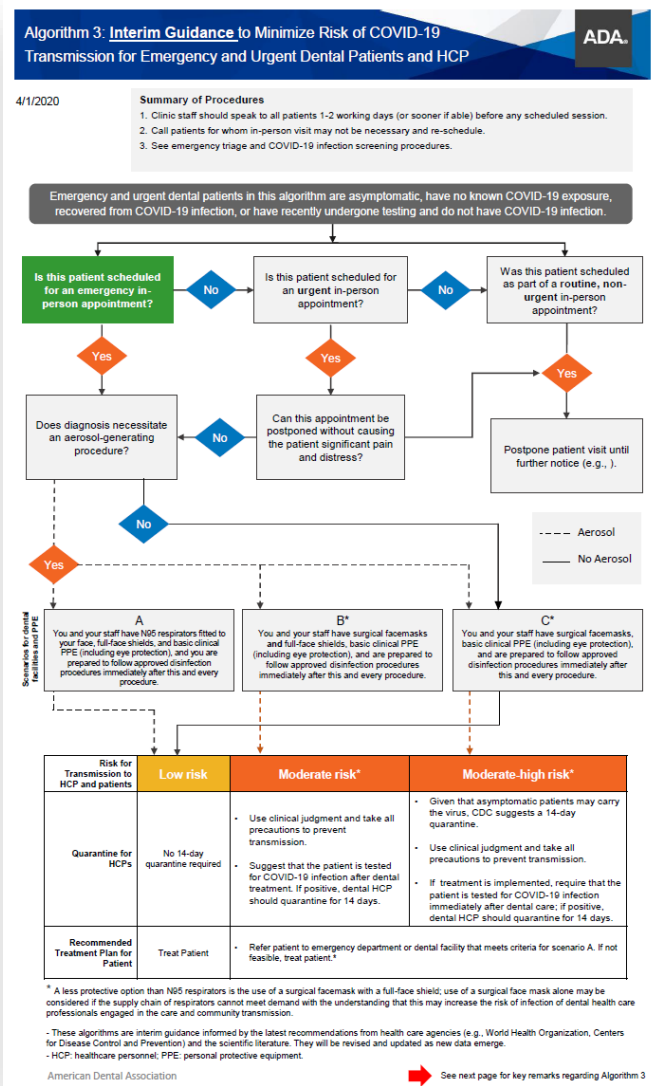 Algorithm 3: Interim Guidance to Minimize Risk of COVID-19
Transmission for Emergency and Urgent Dental Patients and HCP
ADA.
4/1/2020
Summary of Procedures
1. Clinic staff should speak to all patients 1-2 working days (or sooner if able) before any scheduled session.
2. Call patients for whom in-person visit may not be necessary and re-schedule.
3. See emergency triage and COVID-19 infection screening procedures.
Emergency and urgent dental patients in this algorithm are asymptomatic, have no known COVID-19 exposure,
recovered from COVID-19 infection, or have recently undergone testing and do not have COVID-19 infection.
Is this patient scheduled
for an emergency in-
person appointment?
No
Is this patient scheduled for
an urgent in-person
appointment?
No
Was this patient scheduled
as part of a routine, non-
urgent in-person
appointment?
Yes
Yes
Yes
Does diagnosis necessitate
an aerosol-generating
procedure?
No
Can this appointment be
postponed without causing
the patient significant pain
and distress?
Postpone patient visit until
further notice (e.g., ).
No
Aerosol
No Aerosol
Yes
Scenarios for dental
facilities and PPE
A
You and your staff have N95 respirators fitted to
your face, full-face shields, and basic clinical
PPE (including eye protection), and you are
prepared to follow approved disinfection
procedures immediately after this and every
procedure.
B*
You and your staff have surgical facemasks
and full-face shields, basic clinical PPE
(including eye protection), and are prepared to
follow approved disinfection procedures
immediately after this and every procedure.
C*
You and your staff have surgical facemasks,
basic clinical PPE (including eye protection),
and are prepared to follow approved
disinfection procedures immediately after
this and every procedure.
Risk for
Transmission to
HCP and patients
Low risk
Moderate risk*
Moderate-high risk*
Quarantine for
HCPs
No 14-day
quarantine required
• Use clinical judgment and take all
precautions to prevent
transmission.
• Suggest that the patient is tested
for COVID-19 infection after dental
treatment. If positive, dental HCP
should quarantine for 14 days.
• Given that asymptomatic patients may carry
the virus, CDC suggests a 14-day
quarantine.
• Use clinical judgment and take all
precautions to prevent transmission.
• If treatment is implemented, require that the
patient is tested for COVID-19 infection
immediately after dental care; if positive,
dental HCP should quarantine for 14 days.
Recommended
Treatment Plan for
Patient
Treat Patient
• Refer patient to emergency department or dental facility that meets criteria for scenario A. If not
feasible, treat patient.*
* A less protective option than N95 respirators is the use of a surgical facemask with a full-face shield; use of a surgical face mask alone may be
considered if the supply chain of respirators cannot meet demand with the understanding that this may increase the risk of infection of dental health care
professionals engaged in the care and community transmission.
- These algorithms are interim guidance informed by the latest recommendations from health care agencies (e.g., World Health Organization, Centers
for Disease Control and Prevention) and the scientific literature. They will be revised and updated as new data emerge.
- HCP: healthcare personnel; PPE: personal protective equipment.
American Dental Association
See next page for key remarks regarding Algorithm 3